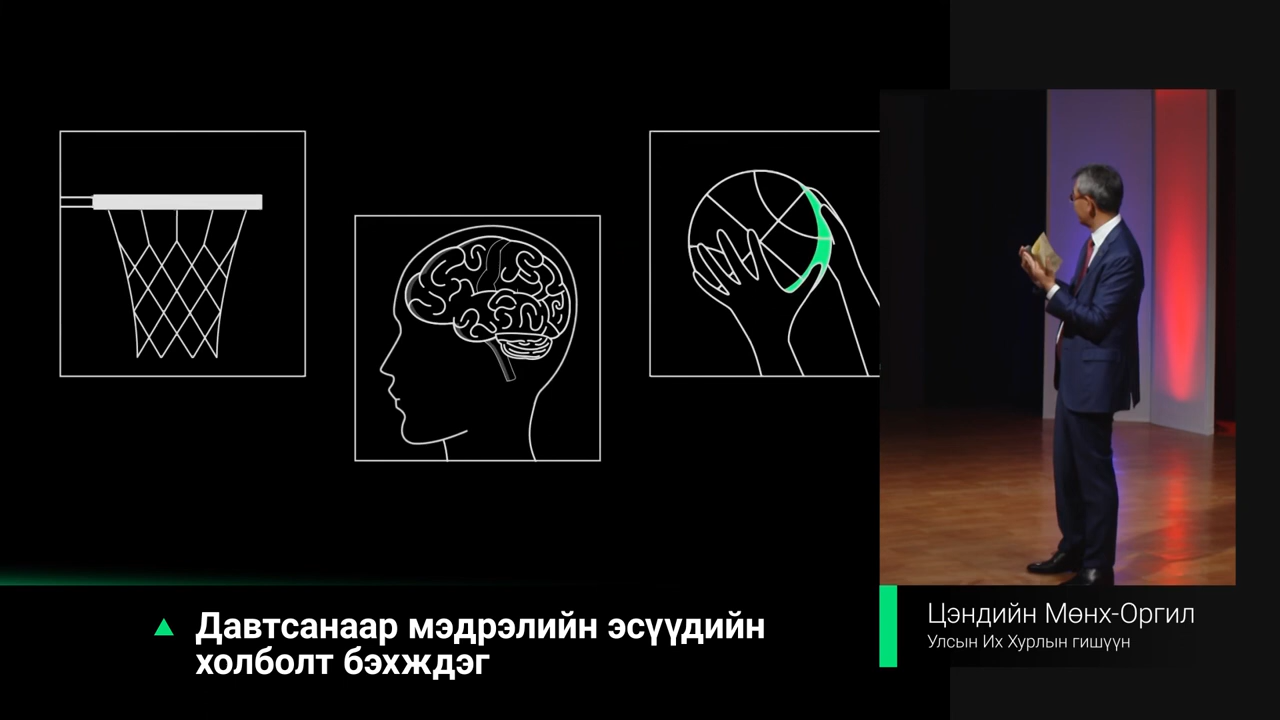 Давтсанаар мэдрэлийн эсүүдийн
холболт бэхждэг
Цэндийн Мөнх-Оргил
Улсын Их Хурлын гишүүн